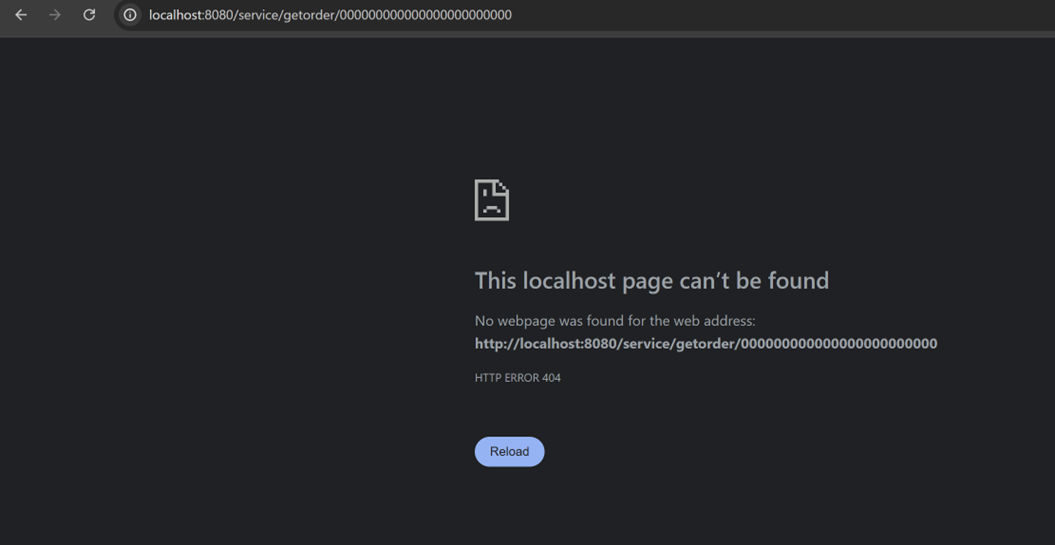 localhost:8080/service/getorder/000000000000000000000000
This localhost page can’t be found
No webpage was found for the web address:
http://localhost:8080/service/getorder/000000000000000000000000
HTTP ERROR 404
Reload